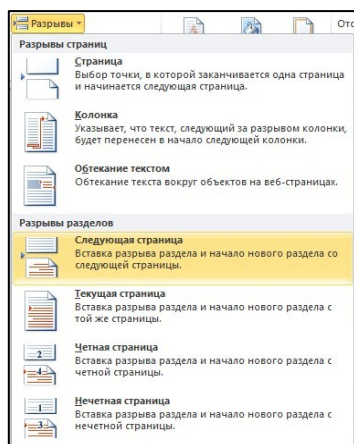 Разрывы
Разрывы страниц
Страница
Выбор точки, в которой заканчивается одна страница
и начинается следующая страница.
Колонка
Указывает, что текст, следующий за разрывом колонки,
будет перенесен в начало следующей колонки.
Обтекание текстом
Обтекание текста вокруг объектов на веб-страницах.
Разрывы разделов
Следующая страница
Вставка разрыва раздела и начало нового раздела со
следующей страницы.
Текущая страница
Вставка разрыва раздела и начало нового раздела с
той же страницы.
2
4
Четная страница
Вставка разрыва раздела и начало нового раздела с
четной страницы.
1
3
Нечетная страница
Вставка разрыва раздела и начало нового раздела с
нечетной страницы.